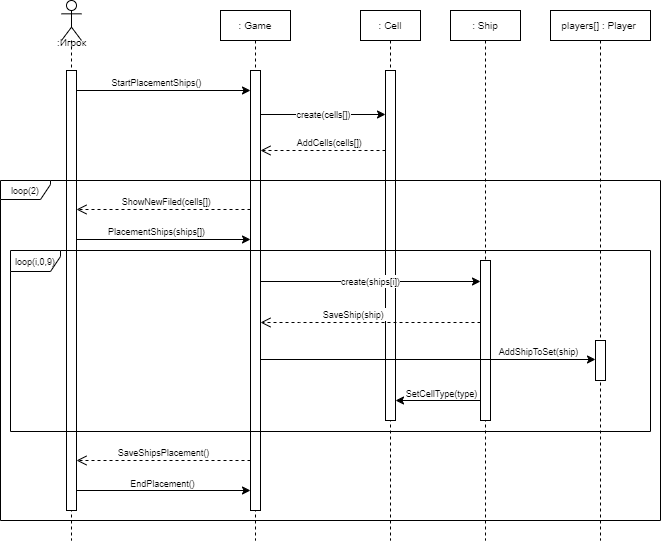 :Игрок
: Game
: Cell
: Ship
players[] : Player
StartPlacementShips()
create(cells[])
AddCells(cells[])
loop(2)
ShowNewFiled(cells[])
PlacementShips(ships[])
loop(i,0,9)
create(ships[i])
SaveShip(ship)
AddShipToSet(ship)
SetCellType(type)
SaveShipsPlacement()
EndPlacement()